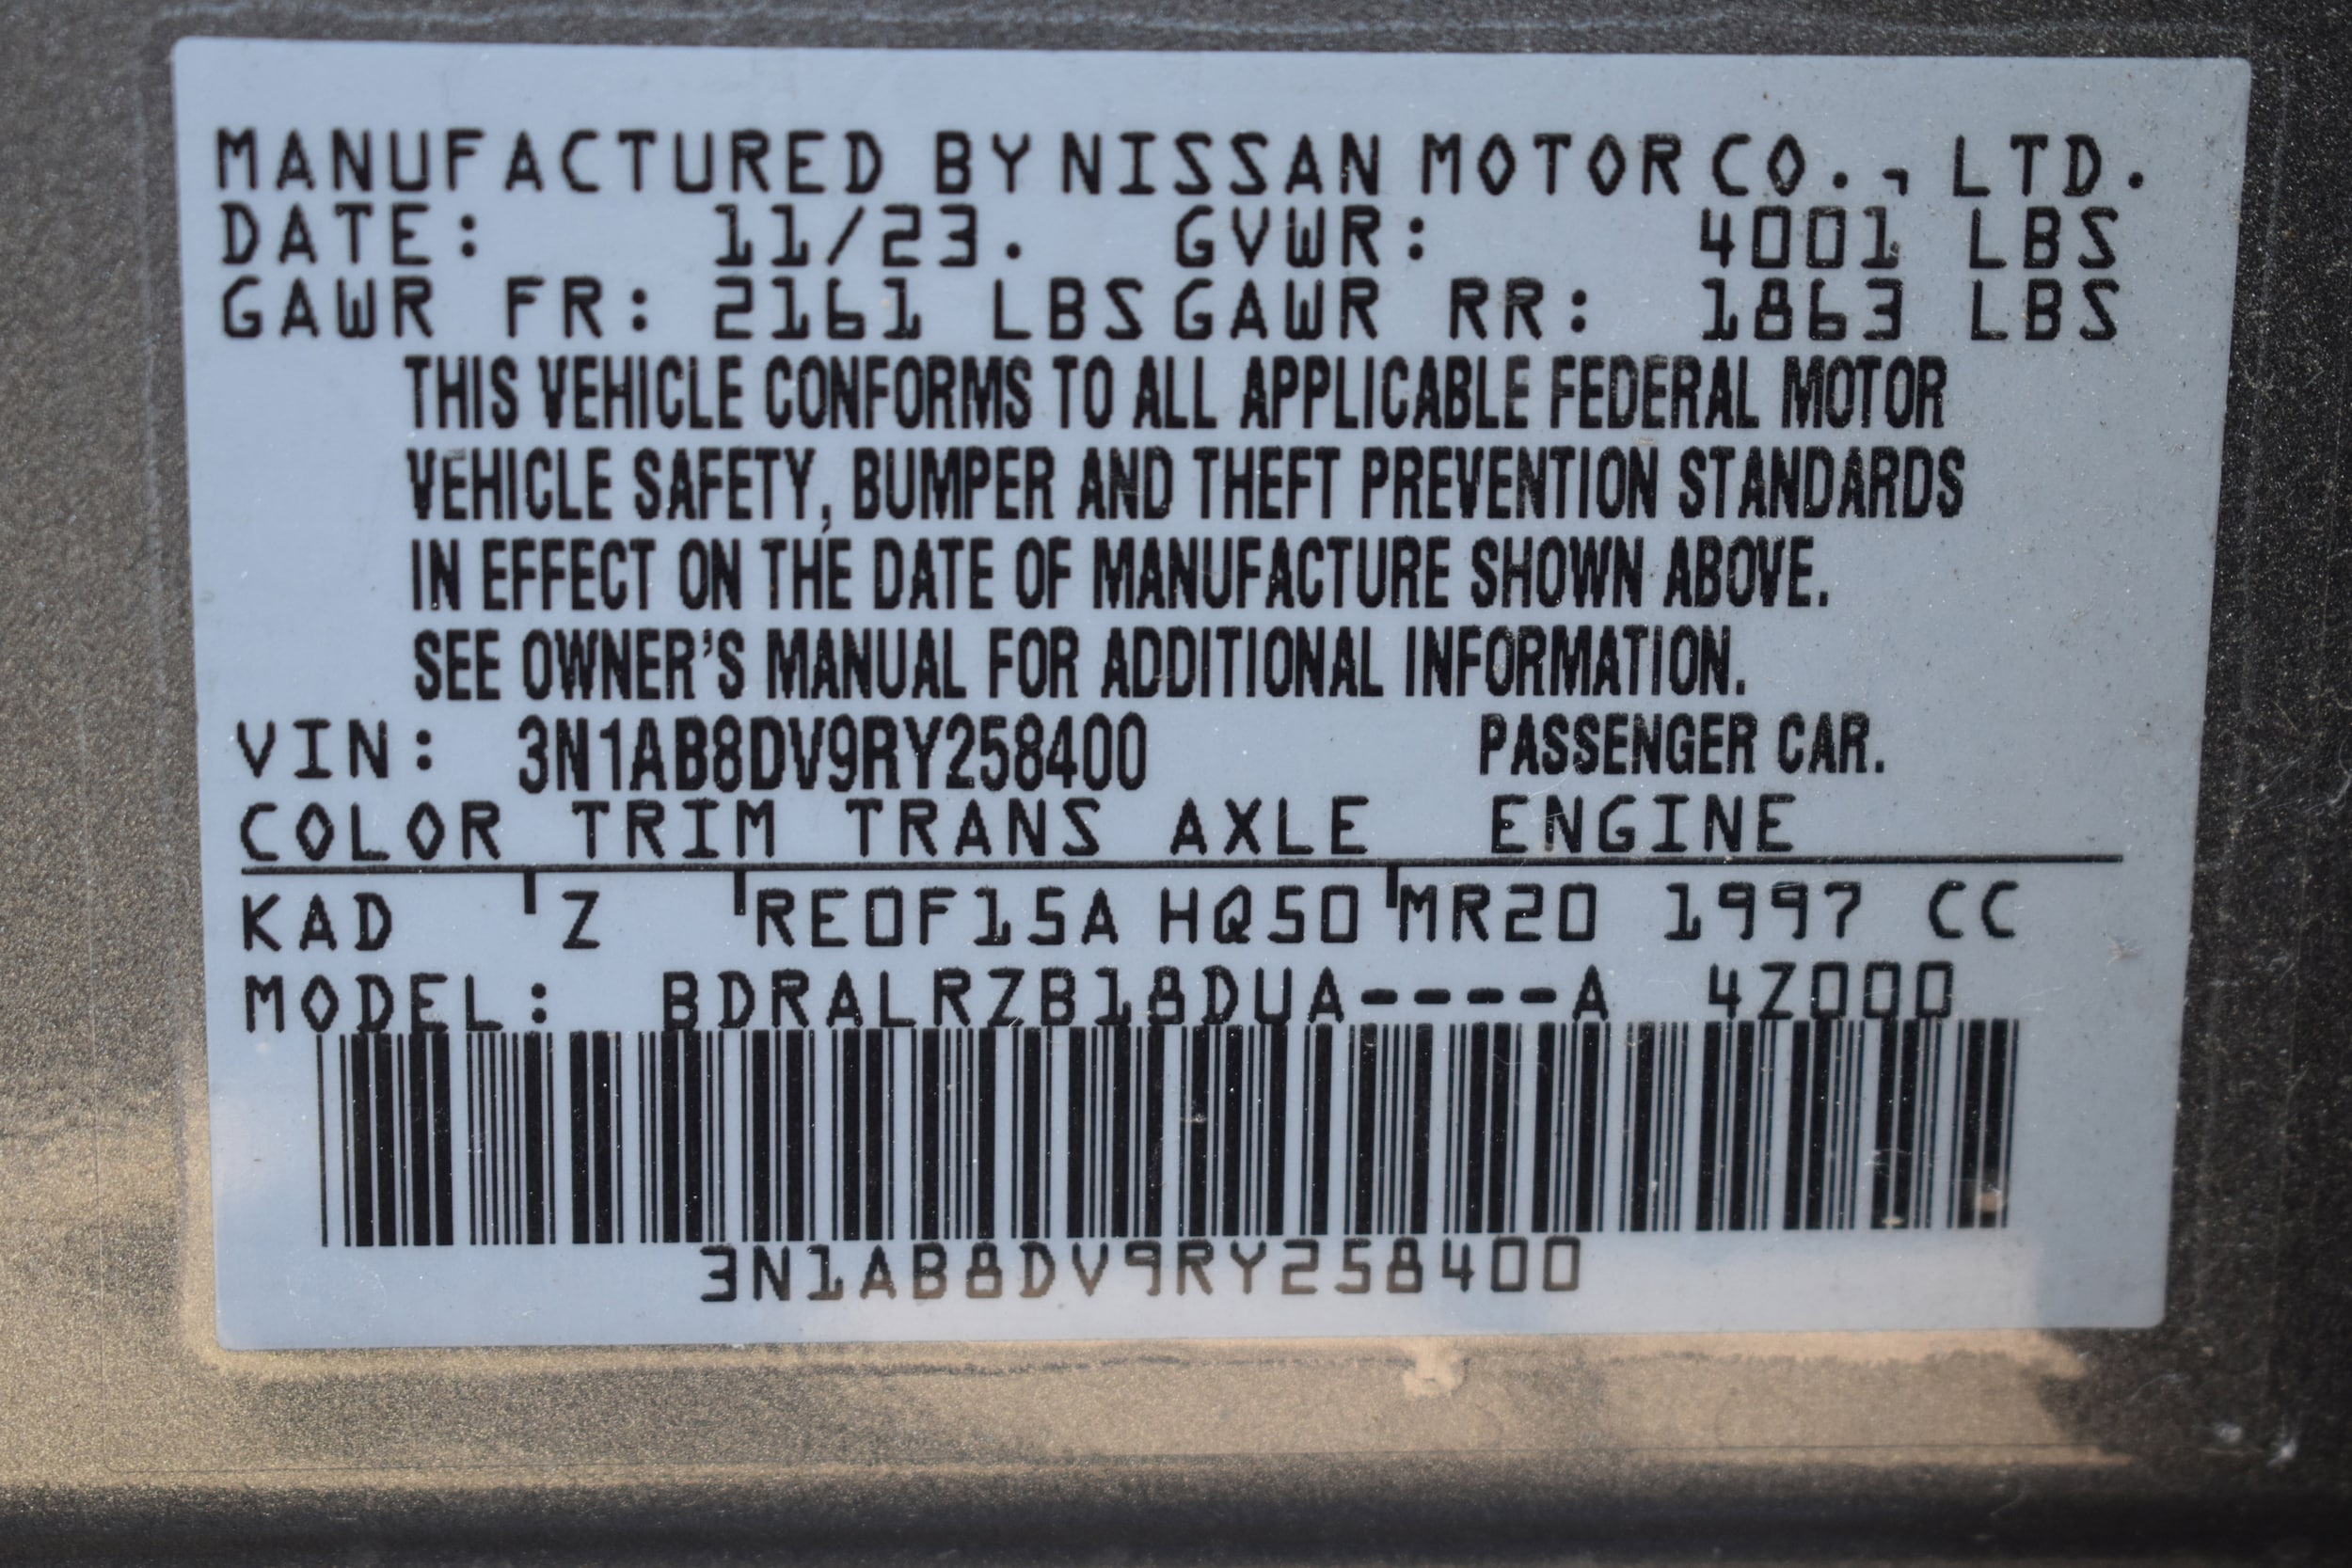 MANUFACTURED BY NISSAN MOTOR CO., LTD.
DATE: 11/23. GVWR: 4001 LBS
GAWR FR: 2161 LBS GAWR RR: 1863 LBS
THIS VEHICLE CONFORMS TO ALL APPLICABLE FEDERAL MOTOR
VEHICLE SAFETY, BUMPER AND THEFT PREVENTION STANDARDS
IN EFFECT ON THE DATE OF MANUFACTURE SHOWN ABOVE.
SEE OWNER'S MANUAL FOR ADDITIONAL INFORMATION.
VIN: 3N1AB8DV9RY258400 PASSENGER CAR.
COLOR TRIM TRANS AXLE ENGINE
KAD Z RE0F15A HQ50 MR20 1997 CC
MODEL: BDRALRZB18DUA----A 4Z000
3N1AB8DV9RY258400